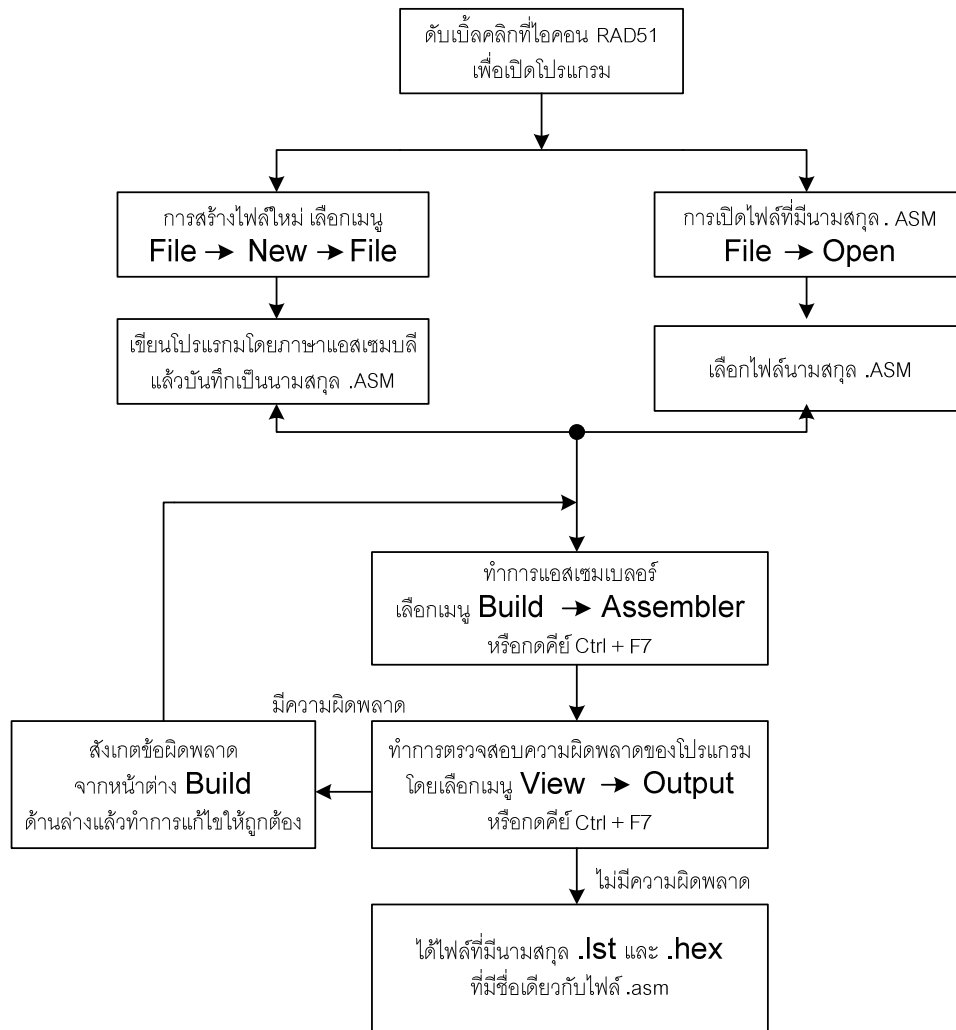 ดับเบิ้ลคลิกที่ไอคอน RAD51
เพื่อเปิดโปรแกรม
การสร้างไฟล์ใหม่ เลือกเมนู
File → New → File
การเปิดไฟล์ที่มีนามสกุล . ASM
File → Open
เขียนโปรแรกมโดยภาษาแอสเซมบลี
แล้วบันทึกเป็นนามสกุล .ASM
เลือกไฟล์นามสกุล .ASM
ทำการแอสเซมเบลอร์
เลือกเมนู Build → Assembler
หรือกดคีย์ Ctrl + F7
มีความผิดพลาด
สังเกตข้อผิดพลาด
จากหน้าต่าง Build
ด้านล่างแล้วทำการแก้ไขให้ถูกต้อง
ทำการตรวจสอบความผิดพลาดของโปรแกรม
โดยเลือกเมนู View → Output
หรือกดคีย์ Ctrl + F7
ไม่มีความผิดพลาด
ได้ไฟล์ที่มีนามสกุล .lst และ .hex
ที่มีชื่อเดียวกับไฟล์ .asm